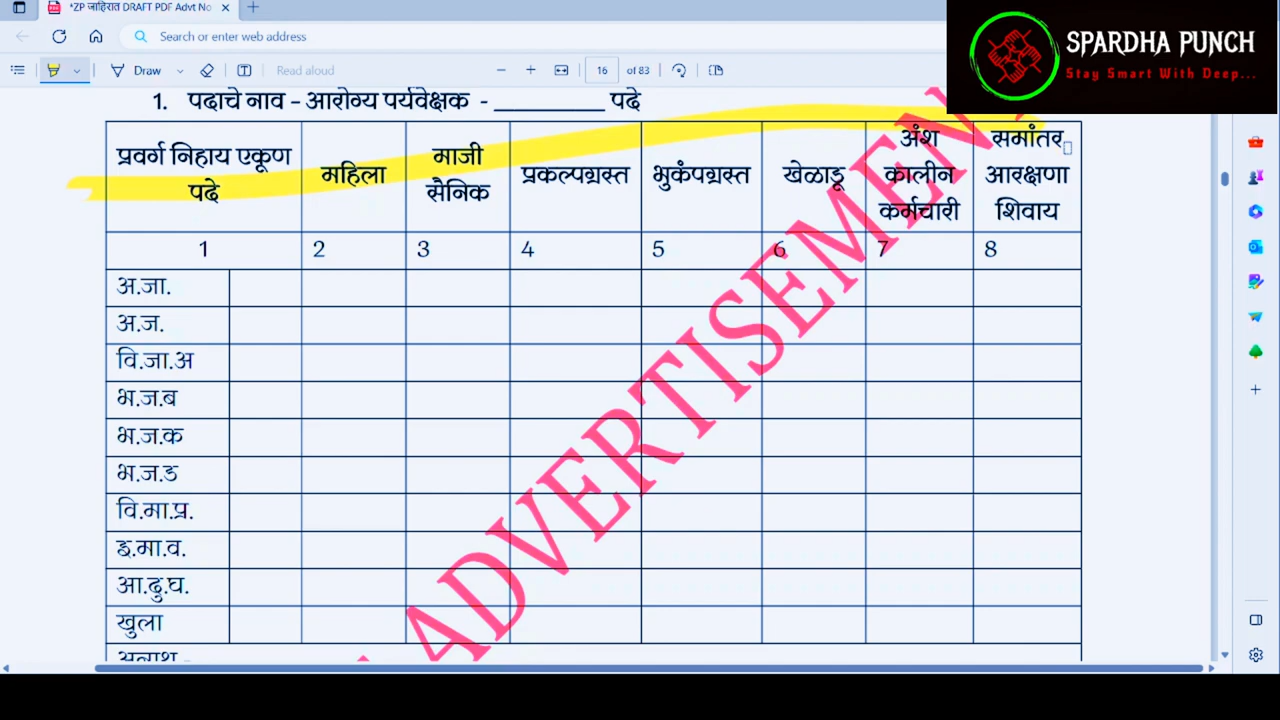 *ZP जाहिरात DRAFT PDF Advt No
Search or enter web address
SPARDHA PUNCH
Stay Smart With Deep...
Draw
Read aloud
16 of 83
1. पदाचे नाव - आरोग्य पर्यवेक्षक - ________ पदे
प्रवर्ग निहाय एकूण पदे महिला माजी सैनिक प्रकल्पग्रस्त भुकंपग्रस्त खेळाडू अंश कालीन कर्मचारी समांतर आरक्षणा शिवाय
1 2 3 4 5 6 7 8
अ.जा.
अ.ज.
वि.जा.अ
भ.ज.ब
भ.ज.क
भ.ज.ड
वि.मा.प्र.
इ.मा.व.
आ.दु.घ.
खुला
अनाथ -
ADVERTISEMENT